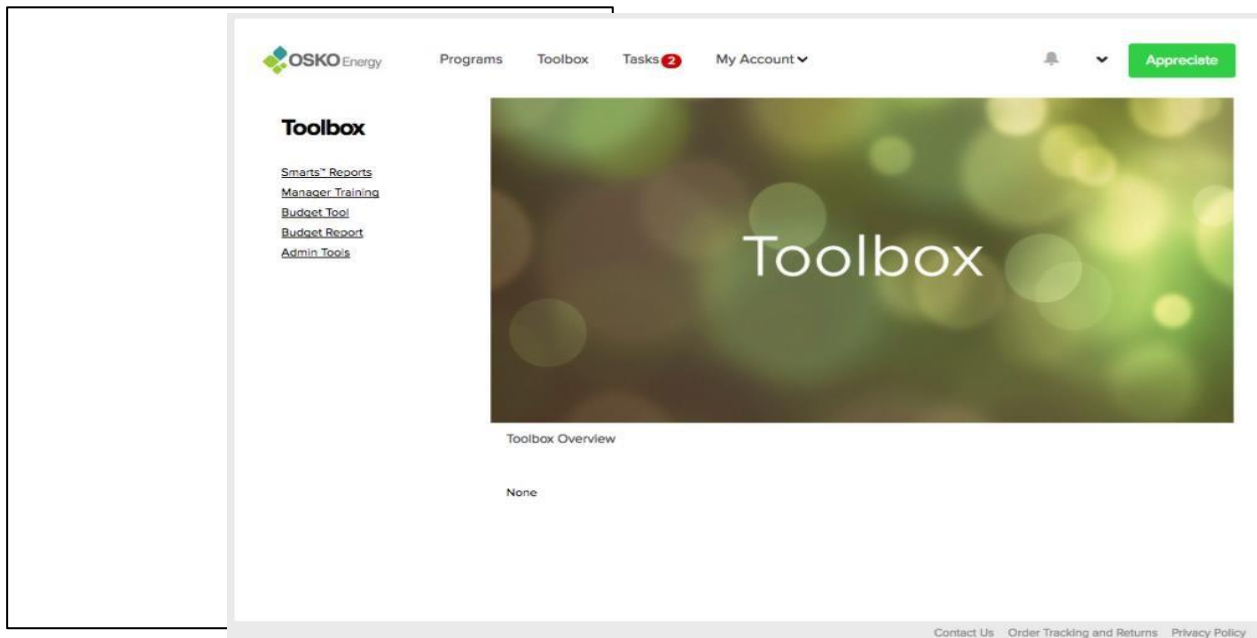 OSKO Energy Programs Toolbox Tasks 2 My Account Appreciate
Toolbox
Smarts™ Reports
Manager Training
Budget Tool
Budget Report
Admin Tools
Toolbox
Toolbox Overview
None
Contact Us Order Tracking and Returns Privacy Policy